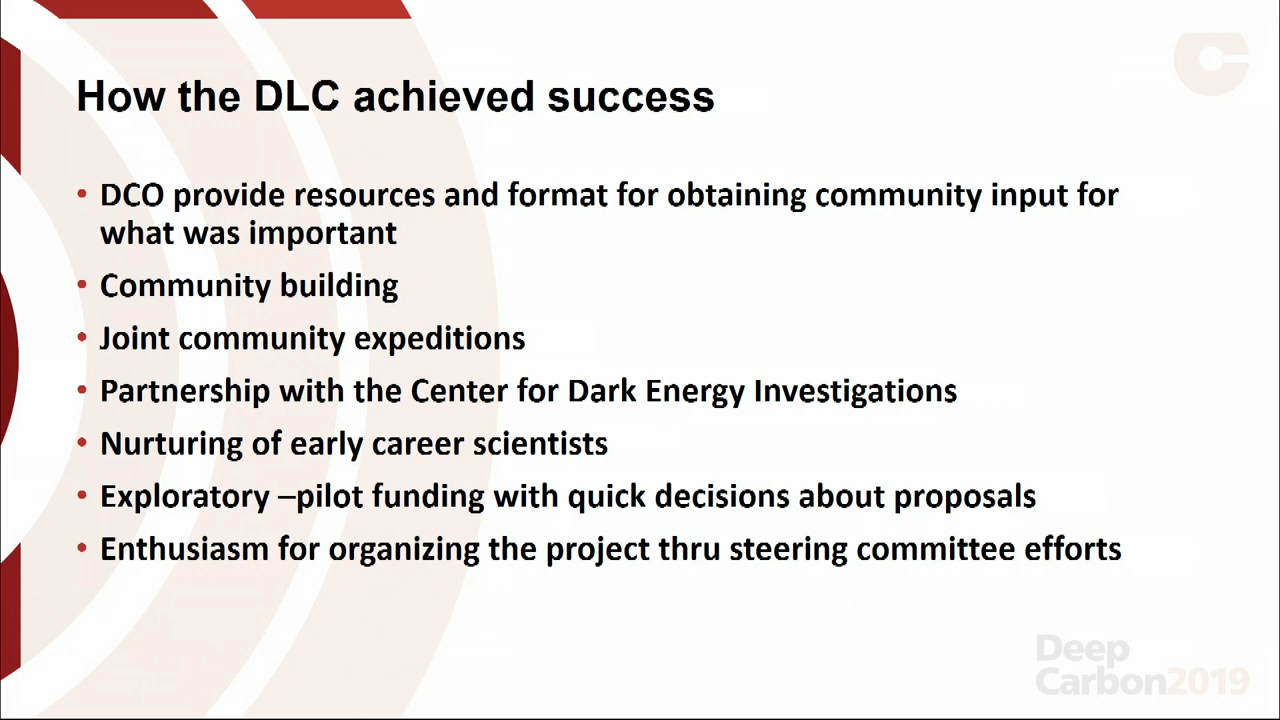 How the DLC achieved success
• DCO provide resources and format for obtaining community input for
what was important
• Community building
• Joint community expeditions
• Partnership with the Center for Dark Energy Investigations
• Nurturing of early career scientists
• Exploratory –pilot funding with quick decisions about proposals
• Enthusiasm for organizing the project thru steering committee efforts
Deep
Carbon2019